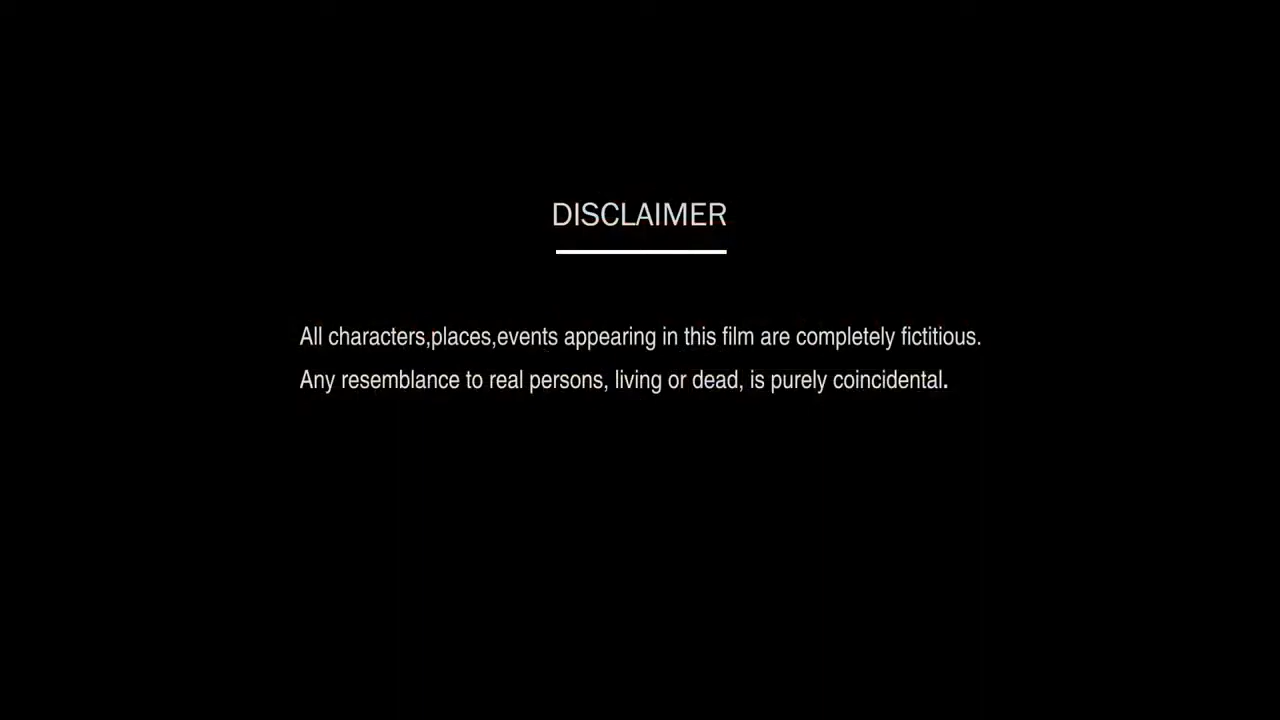 DISCLAIMER
All characters,places,events appearing in this film are completely fictitious.
Any resemblance to real persons, living or dead, is purely coincidental.